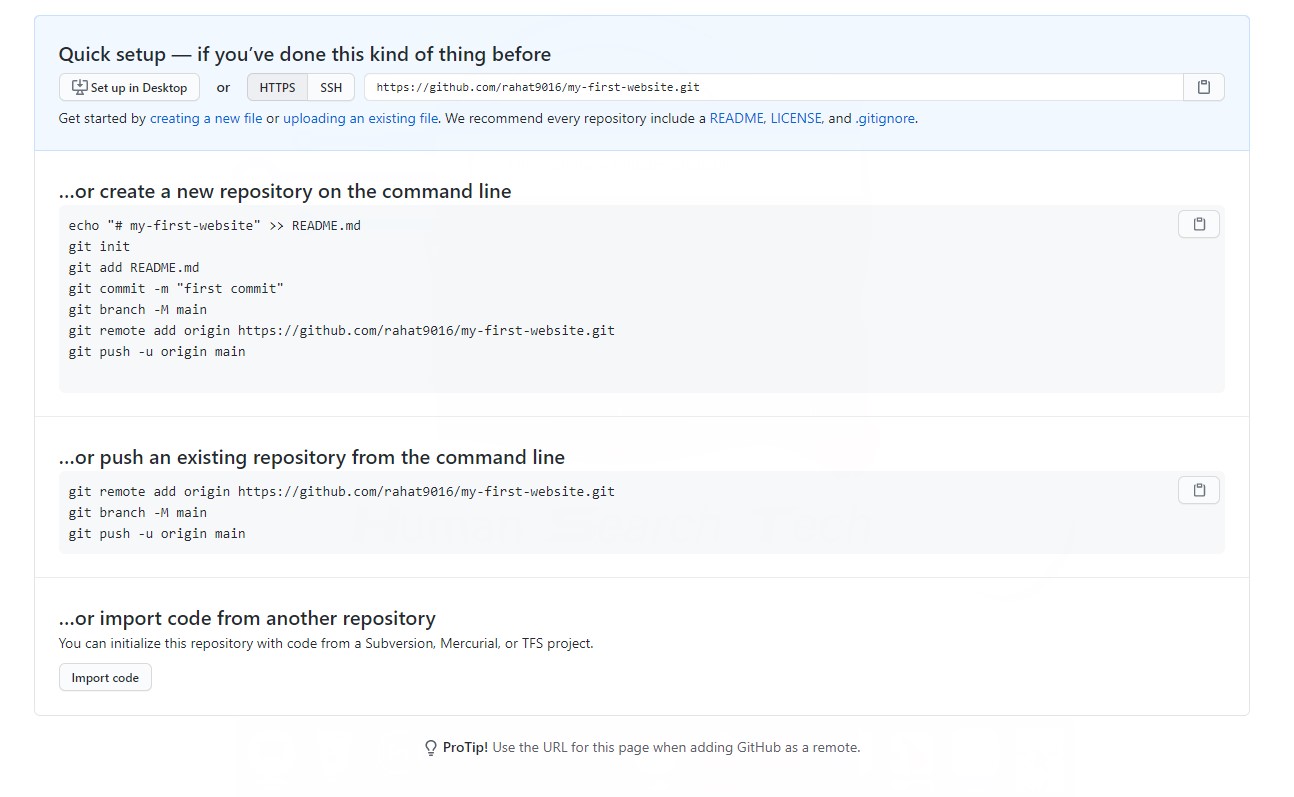 Quick setup — if you’ve done this kind of thing before
Set up in Desktop or HTTPS SSH https://github.com/rahat9016/my-first-website.git
Get started by creating a new file or uploading an existing file. We recommend every repository include a README, LICENSE, and .gitignore.
…or create a new repository on the command line
echo "# my-first-website" >> README.md
git init
git add README.md
git commit -m "first commit"
git branch -M main
git remote add origin https://github.com/rahat9016/my-first-website.git
git push -u origin main
…or push an existing repository from the command line
git remote add origin https://github.com/rahat9016/my-first-website.git
git branch -M main
git push -u origin main
Human Search Tech
…or import code from another repository
You can initialize this repository with code from a Subversion, Mercurial, or TFS project.
Import code
ProTip! Use the URL for this page when adding GitHub as a remote.